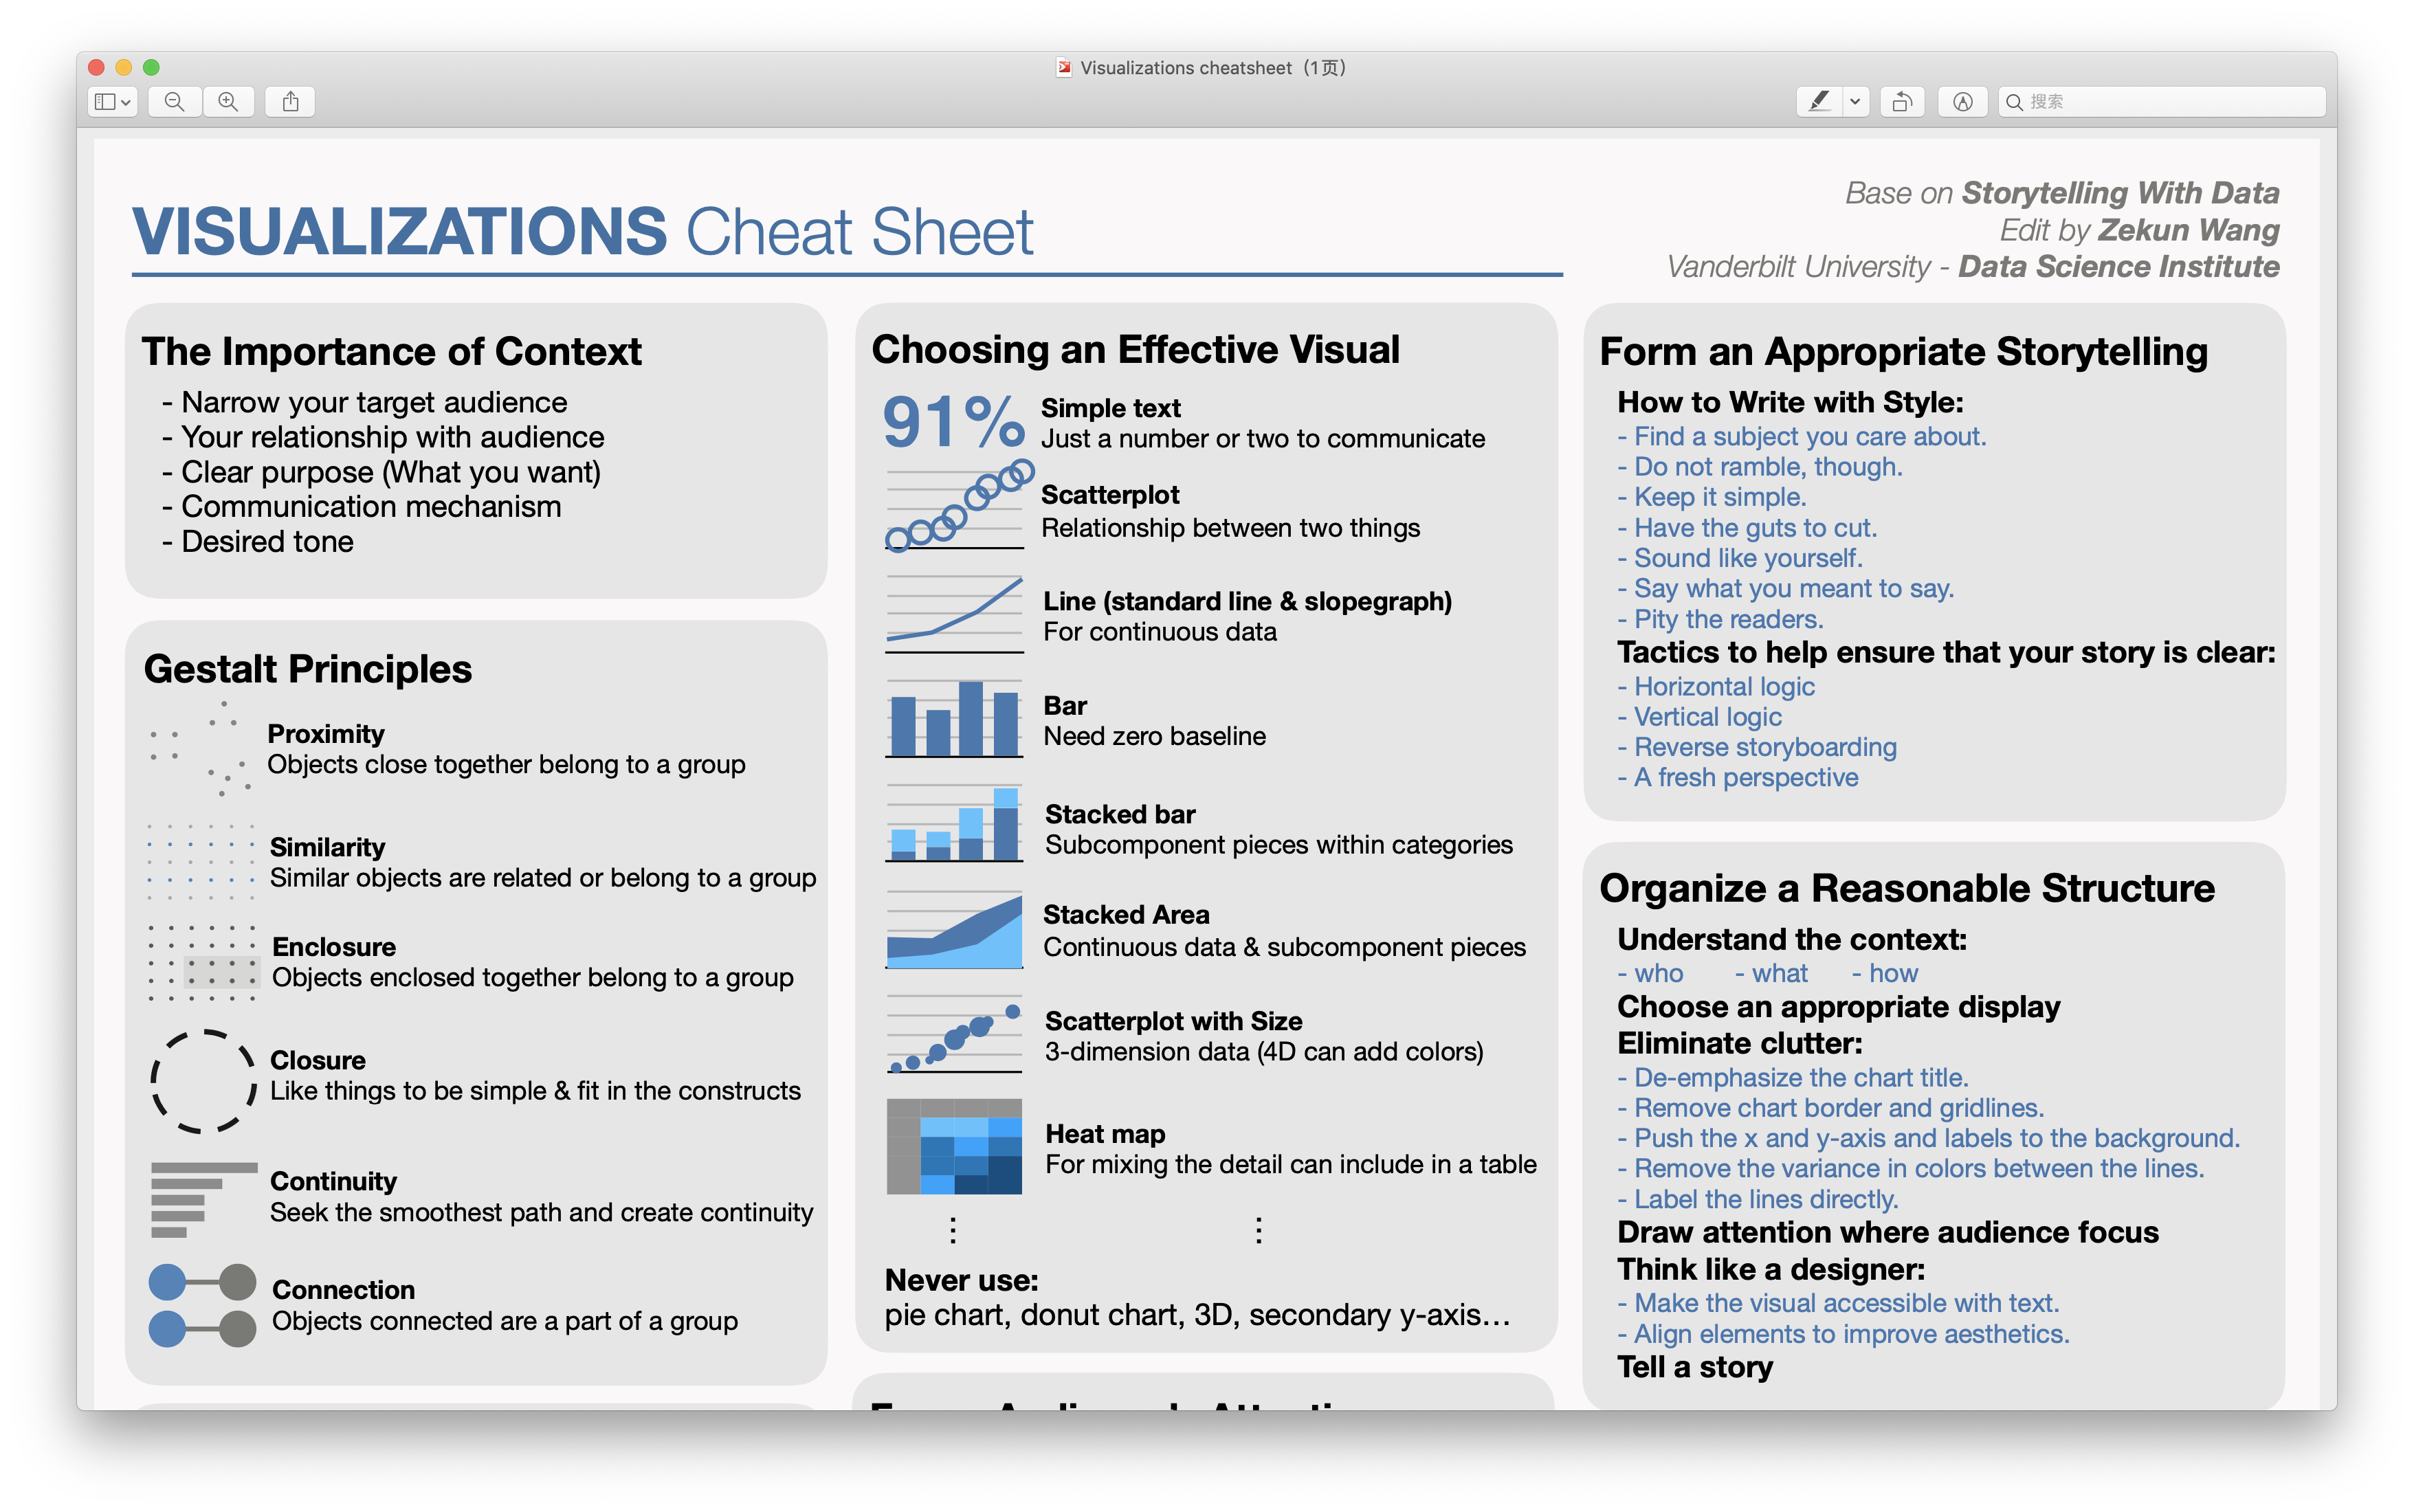 Visualizations cheatsheet（1页）
搜索
VISUALIZATIONS Cheat Sheet
Base on Storytelling With Data
Edit by Zekun Wang
Vanderbilt University - Data Science Institute
The Importance of Context
- Narrow your target audience
- Your relationship with audience
- Clear purpose (What you want)
- Communication mechanism
- Desired tone
Gestalt Principles
Proximity
Objects close together belong to a group
Similarity
Similar objects are related or belong to a group
Enclosure
Objects enclosed together belong to a group
Closure
Like things to be simple & fit in the constructs
Continuity
Seek the smoothest path and create continuity
Connection
Objects connected are a part of a group
Choosing an Effective Visual
91%
Simple text
Just a number or two to communicate
Scatterplot
Relationship between two things
Line (standard line & slopegraph)
For continuous data
Bar
Need zero baseline
Stacked bar
Subcomponent pieces within categories
Stacked Area
Continuous data & subcomponent pieces
Scatterplot with Size
3-dimension data (4D can add colors)
Heat map
For mixing the detail can include in a table
⋮ ⋮
Never use:
pie chart, donut chart, 3D, secondary y-axis…
Form an Appropriate Storytelling
How to Write with Style:
- Find a subject you care about.
- Do not ramble, though.
- Keep it simple.
- Have the guts to cut.
- Sound like yourself.
- Say what you meant to say.
- Pity the readers.
Tactics to help ensure that your story is clear:
- Horizontal logic
- Vertical logic
- Reverse storyboarding
- A fresh perspective
Organize a Reasonable Structure
Understand the context:
- who - what - how
Choose an appropriate display
Eliminate clutter:
- De-emphasize the chart title.
- Remove chart border and gridlines.
- Push the x and y-axis and labels to the background.
- Remove the variance in colors between the lines.
- Label the lines directly.
Draw attention where audience focus
Think like a designer:
- Make the visual accessible with text.
- Align elements to improve aesthetics.
Tell a story